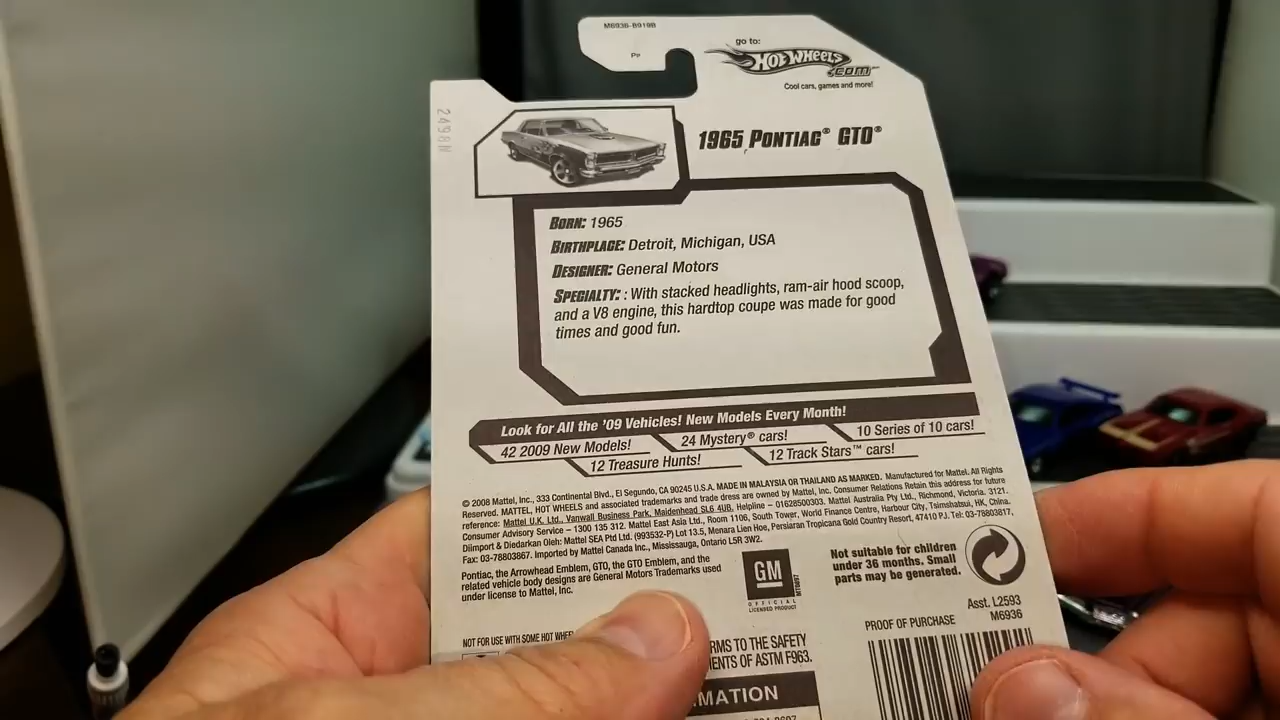 M6936-B919B
PP
go to:
HOT WHEELS
.COM
Cool cars, games and more!
2498N
1965 PONTIAC® GTO®
BORN: 1965
BIRTHPLACE: Detroit, Michigan, USA
DESIGNER: General Motors
SPECIALTY: : With stacked headlights, ram-air hood scoop,
and a V8 engine, this hardtop coupe was made for good
times and good fun.
Look for All the '09 Vehicles! New Models Every Month!
42 2009 New Models!
24 Mystery® cars!
10 Series of 10 cars!
12 Treasure Hunts!
12 Track Stars™ cars!
© 2008 Mattel, Inc., 333 Continental Blvd., El Segundo, CA 90245 U.S.A. MADE IN MALAYSIA OR THAILAND AS MARKED. Manufactured for Mattel. All Rights
Reserved. MATTEL, HOT WHEELS and associated trademarks and trade dress are owned by Mattel, Inc. Consumer Relations Retain this address for future
reference: Mattel U.K. Ltd., Vanwall Business Park, Maidenhead SL6 4UB. Helpline – 01628500303. Mattel Australia Pty Ltd., Richmond, Victoria. 3121.
Consumer Advisory Service – 1300 135 312. Mattel East Asia Ltd., Room 1106, South Tower, World Finance Centre, Harbour City, Tsimshatsui, HK, China.
Diimport & Diedarkan Oleh: Mattel SEA Ptd Ltd. (993532-P) Lot 13.5, Menara Lien Hoe, Persiaran Tropicana Gold Country Resort, 47410 PJ. Tel: 03-78803817,
Fax: 03-78803867. Imported by Mattel Canada Inc., Mississauga, Ontario L5R 3W2.
Pontiac, the Arrowhead Emblem, GTO, the GTO Emblem, and the
related vehicle body designs are General Motors Trademarks used
under license to Mattel, Inc.
GM
OFFICIAL
LICENSED PRODUCT
Not suitable for children
under 36 months. Small
parts may be generated.
Asst. L2593
M6936
PROOF OF PURCHASE
NOT FOR USE WITH SOME HOT WHE
RMS TO THE SAFETY
ENTS OF ASTM F963.
MATION